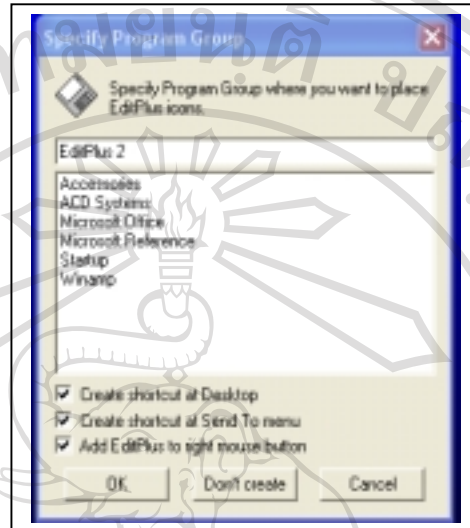 Specify Program Group
Specify Program Group where you want to place
EditPlus icons.
EditPlus 2
Accessories
ACD Systems
Microsoft Office
Microsoft Reference
Startup
Winamp
Create shortcut at Desktop
Create shortcut at Send To menu
Add EditPlus to right mouse button
OK
Don't create
Cancel